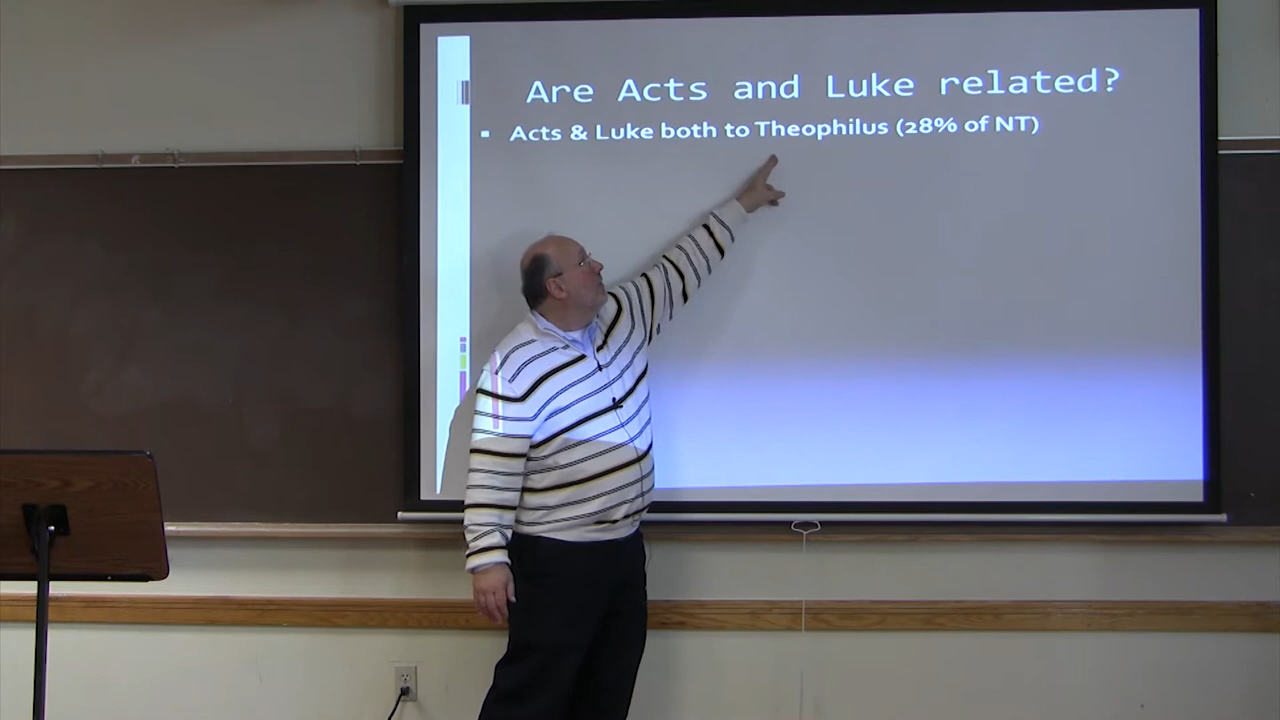 Are Acts and Luke related?
▪ Acts & Luke both to Theophilus (28% of NT)